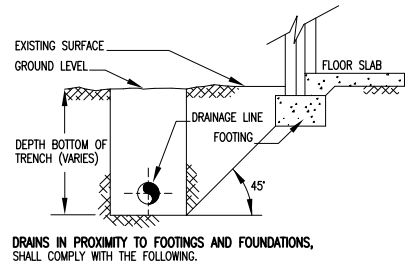 EXISTING SURFACE
GROUND LEVEL
FLOOR SLAB
DRAINAGE LINE
FOOTING
DEPTH BOTTOM OF
TRENCH (VARIES)
45°
DRAINS IN PROXIMITY TO FOOTINGS AND FOUNDATIONS,
SHALL COMPLY WITH THE FOLLOWING.